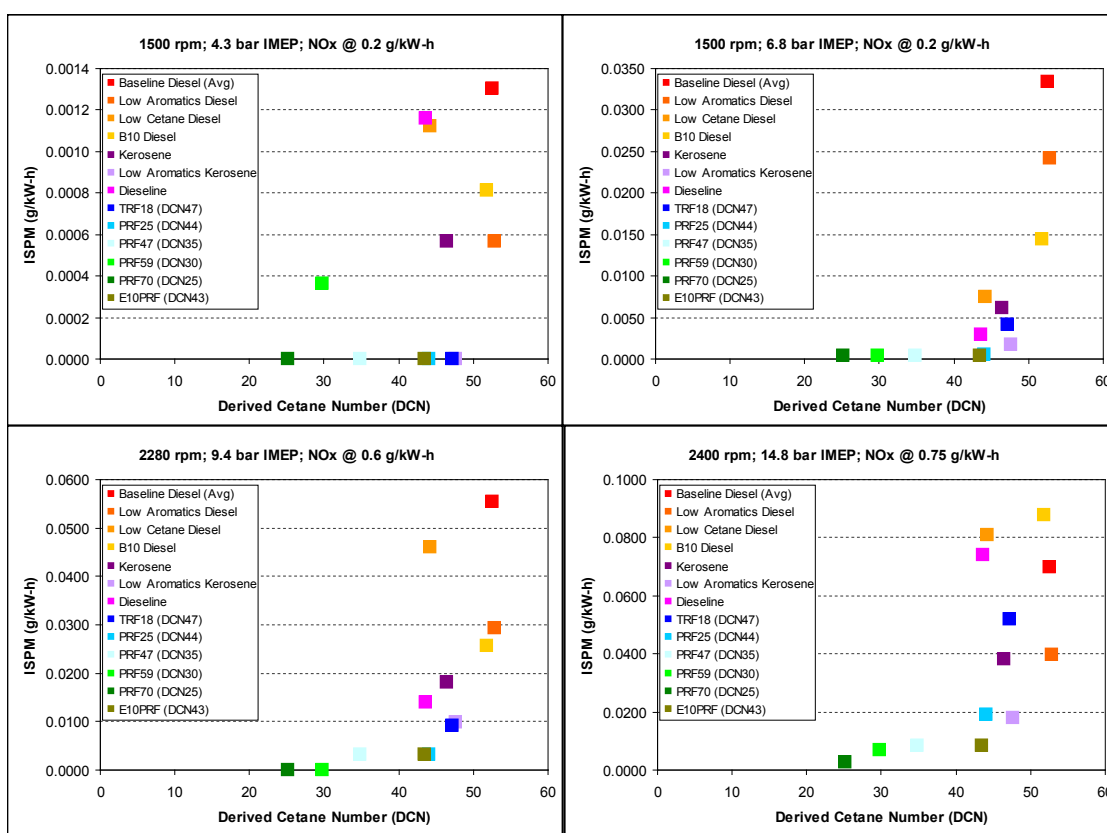 1500 rpm; 4.3 bar IMEP; NOx @ 0.2 g/kW-h
ISPM (g/kW-h)
0.0014
0.0012
0.0010
0.0008
0.0006
0.0004
0.0002
0.0000
Baseline Diesel (Avg)
Low Aromatics Diesel
Low Cetane Diesel
B10 Diesel
Kerosene
Low Aromatics Kerosene
Dieseline
TRF18 (DCN47)
PRF25 (DCN44)
PRF47 (DCN35)
PRF59 (DCN30)
PRF70 (DCN25)
E10PRF (DCN43)
0 10 20 30 40 50 60
Derived Cetane Number (DCN)
1500 rpm; 6.8 bar IMEP; NOx @ 0.2 g/kW-h
ISPM (g/kW-h)
0.0350
0.0300
0.0250
0.0200
0.0150
0.0100
0.0050
0.0000
Baseline Diesel (Avg)
Low Aromatics Diesel
Low Cetane Diesel
B10 Diesel
Kerosene
Low Aromatics Kerosene
Dieseline
TRF18 (DCN47)
PRF25 (DCN44)
PRF47 (DCN35)
PRF59 (DCN30)
PRF70 (DCN25)
E10PRF (DCN43)
0 10 20 30 40 50 60
Derived Cetane Number (DCN)
2280 rpm; 9.4 bar IMEP; NOx @ 0.6 g/kW-h
ISPM (g/kW-h)
0.0600
0.0500
0.0400
0.0300
0.0200
0.0100
0.0000
Baseline Diesel (Avg)
Low Aromatics Diesel
Low Cetane Diesel
B10 Diesel
Kerosene
Low Aromatics Kerosene
Dieseline
TRF18 (DCN47)
PRF25 (DCN44)
PRF47 (DCN35)
PRF59 (DCN30)
PRF70 (DCN25)
E10PRF (DCN43)
0 10 20 30 40 50 60
Derived Cetane Number (DCN)
2400 rpm; 14.8 bar IMEP; NOx @ 0.75 g/kW-h
ISPM (g/kW-h)
0.1000
0.0800
0.0600
0.0400
0.0200
0.0000
Baseline Diesel (Avg)
Low Aromatics Diesel
Low Cetane Diesel
B10 Diesel
Kerosene
Low Aromatics Kerosene
Dieseline
TRF18 (DCN47)
PRF25 (DCN44)
PRF47 (DCN35)
PRF59 (DCN30)
PRF70 (DCN25)
E10PRF (DCN43)
0 10 20 30 40 50 60
Derived Cetane Number (DCN)